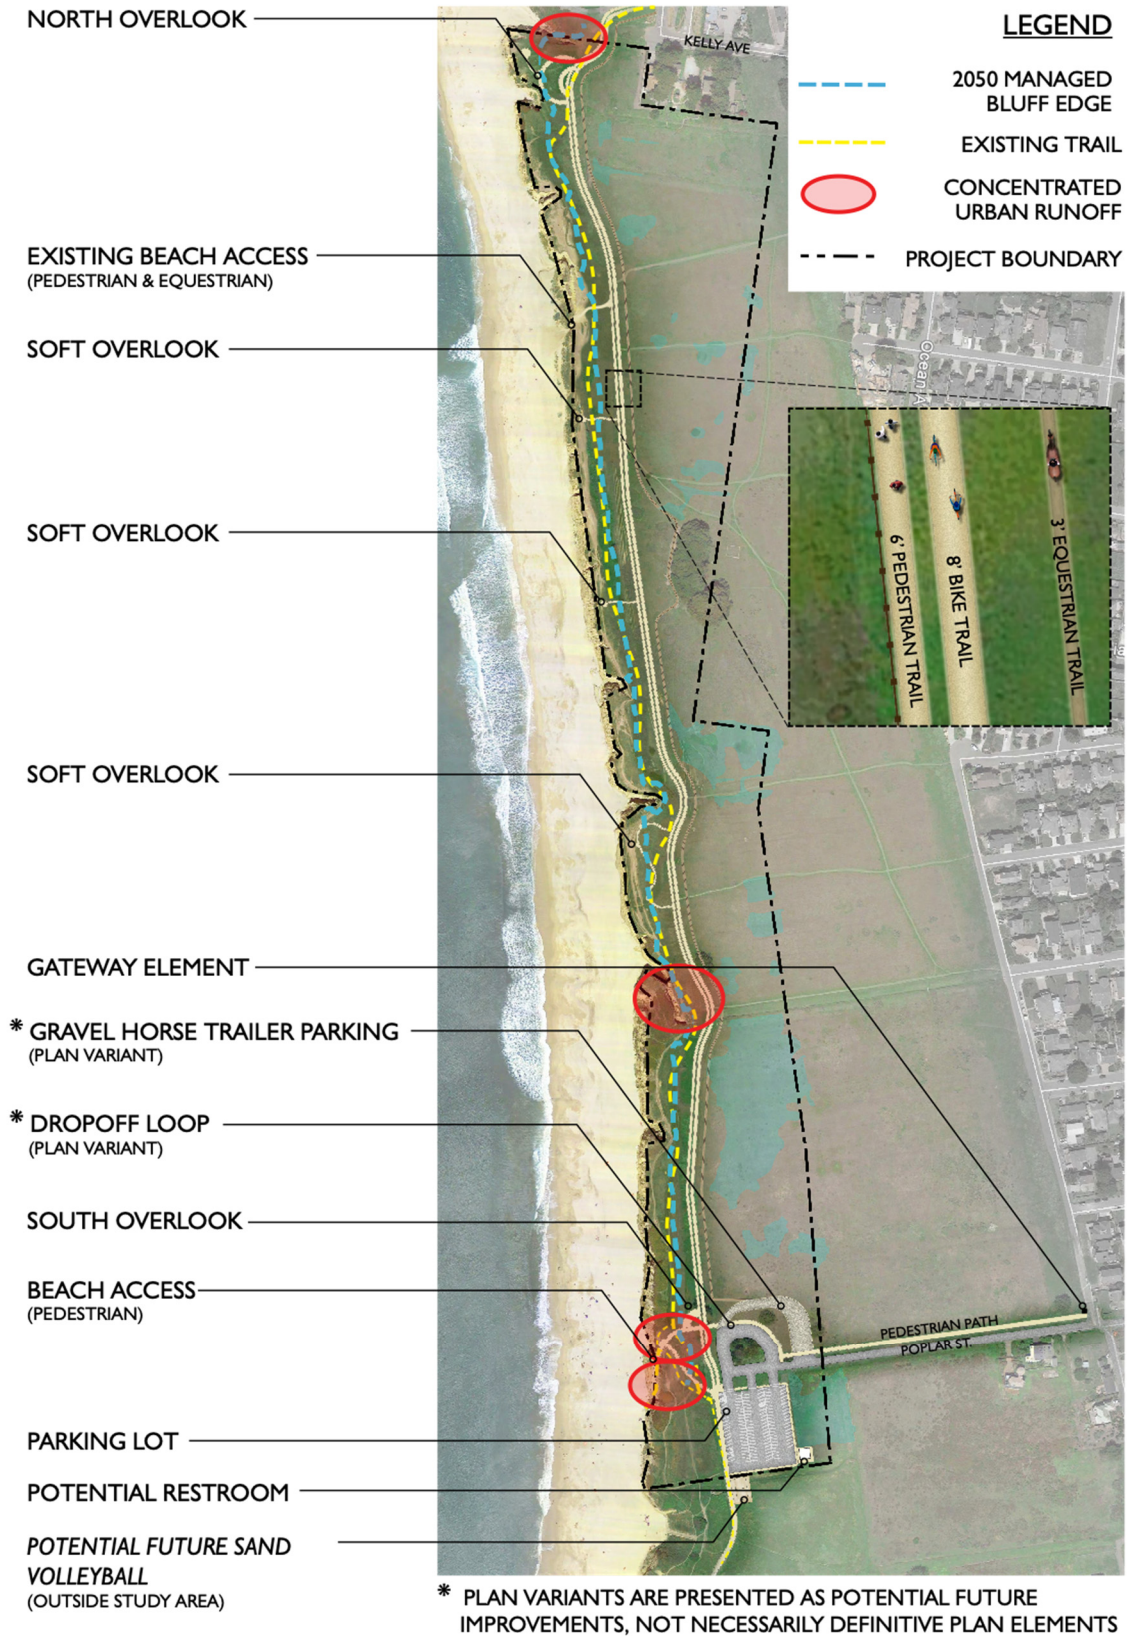 NORTH OVERLOOK
EXISTING BEACH ACCESS
(PEDESTRIAN & EQUESTRIAN)
SOFT OVERLOOK
SOFT OVERLOOK
SOFT OVERLOOK
GATEWAY ELEMENT
* GRAVEL HORSE TRAILER PARKING
(PLAN VARIANT)
* DROPOFF LOOP
(PLAN VARIANT)
SOUTH OVERLOOK
BEACH ACCESS
(PEDESTRIAN)
PARKING LOT
POTENTIAL RESTROOM
POTENTIAL FUTURE SAND
VOLLEYBALL
(OUTSIDE STUDY AREA)
KELLY AVE
LEGEND
2050 MANAGED
BLUFF EDGE
EXISTING TRAIL
CONCENTRATED
URBAN RUNOFF
PROJECT BOUNDARY
Ocean A
6' PEDESTRIAN TRAIL
8' BIKE TRAIL
3' EQUESTRIAN TRAIL
PEDESTRIAN PATH
POPLAR ST.
* PLAN VARIANTS ARE PRESENTED AS POTENTIAL FUTURE
IMPROVEMENTS, NOT NECESSARILY DEFINITIVE PLAN ELEMENTS